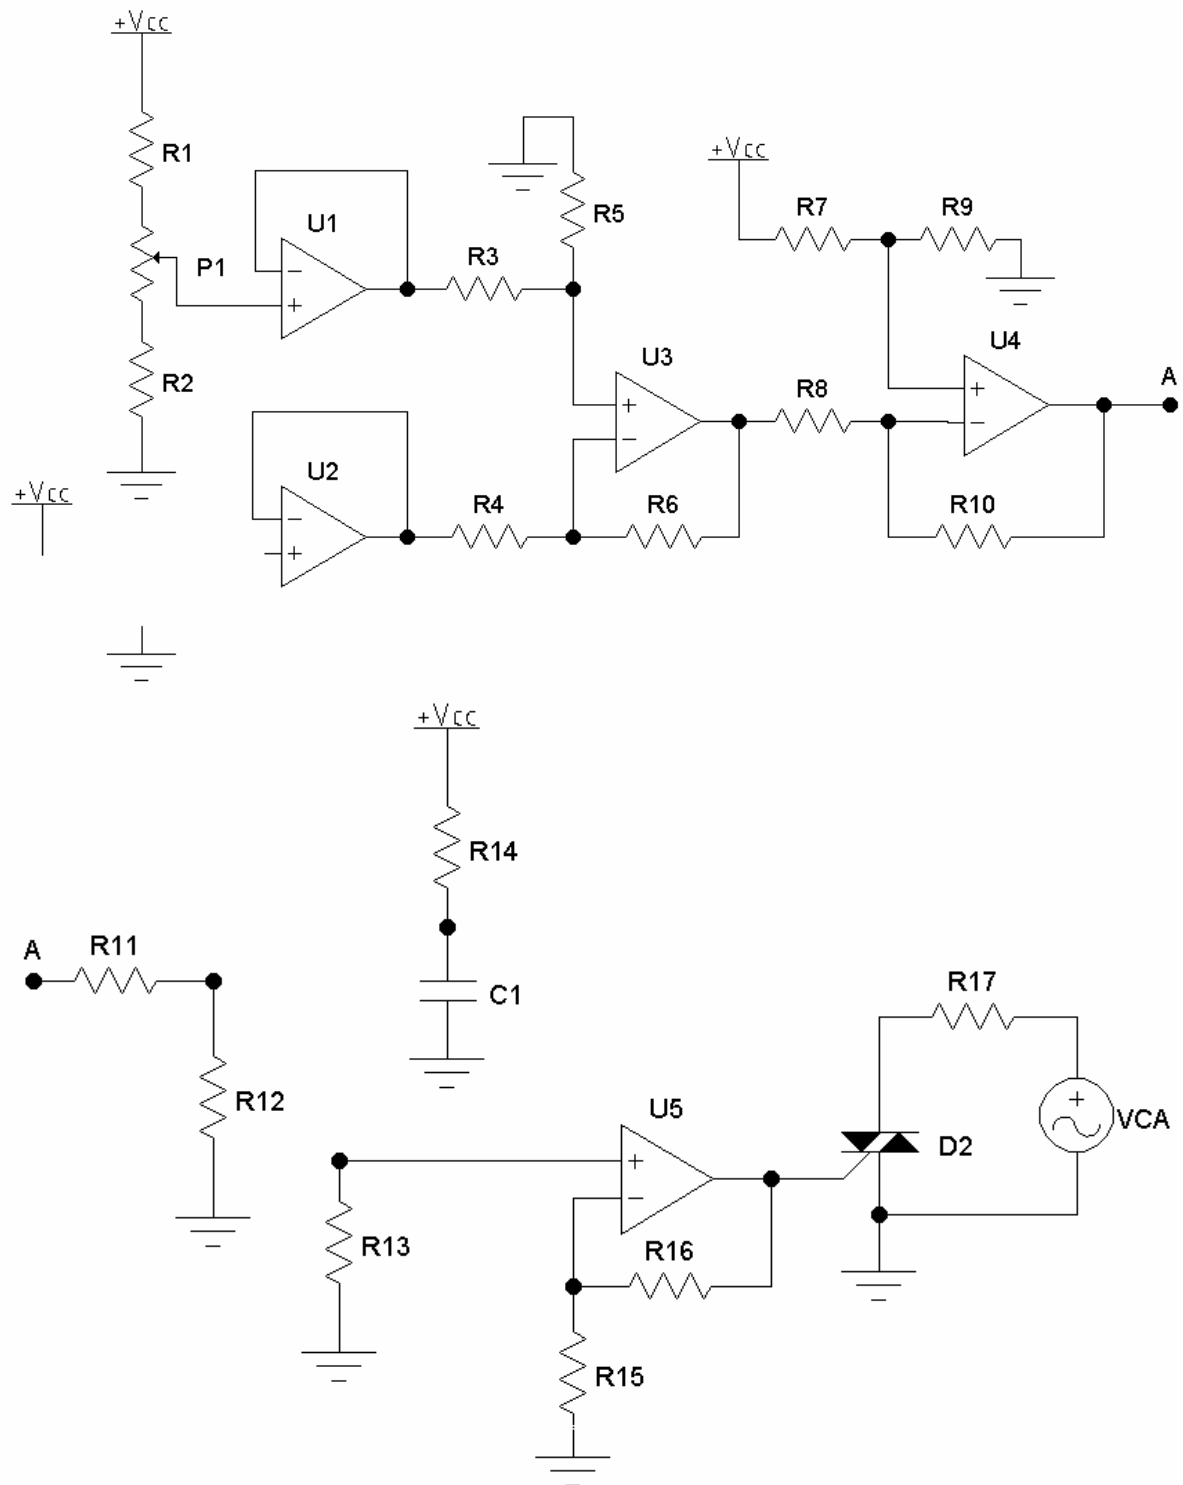 +Vcc
R1
P1
R2
U1
R3
R5
+Vcc
R7
R9
U4
A
U3
R8
R10
U2
R4
R6
+Vcc
+Vcc
R14
C1
A
R11
R12
R13
U5
R16
R15
R17
D2
VCA